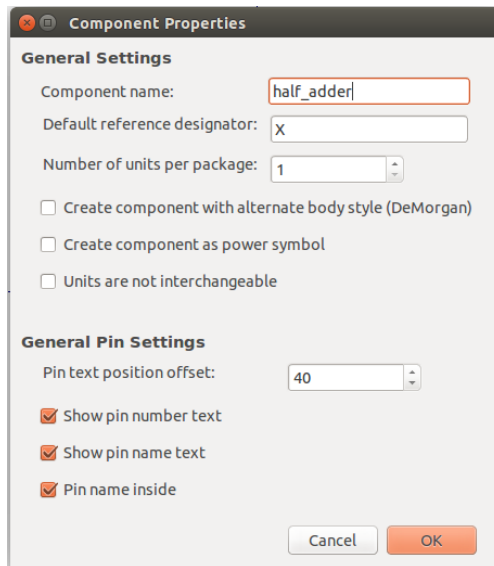 Component Properties
General Settings
Component name: half_adder
Default reference designator: X
Number of units per package: 1
Create component with alternate body style (DeMorgan)
Create component as power symbol
Units are not interchangeable
General Pin Settings
Pin text position offset: 40
Show pin number text
Show pin name text
Pin name inside
Cancel OK